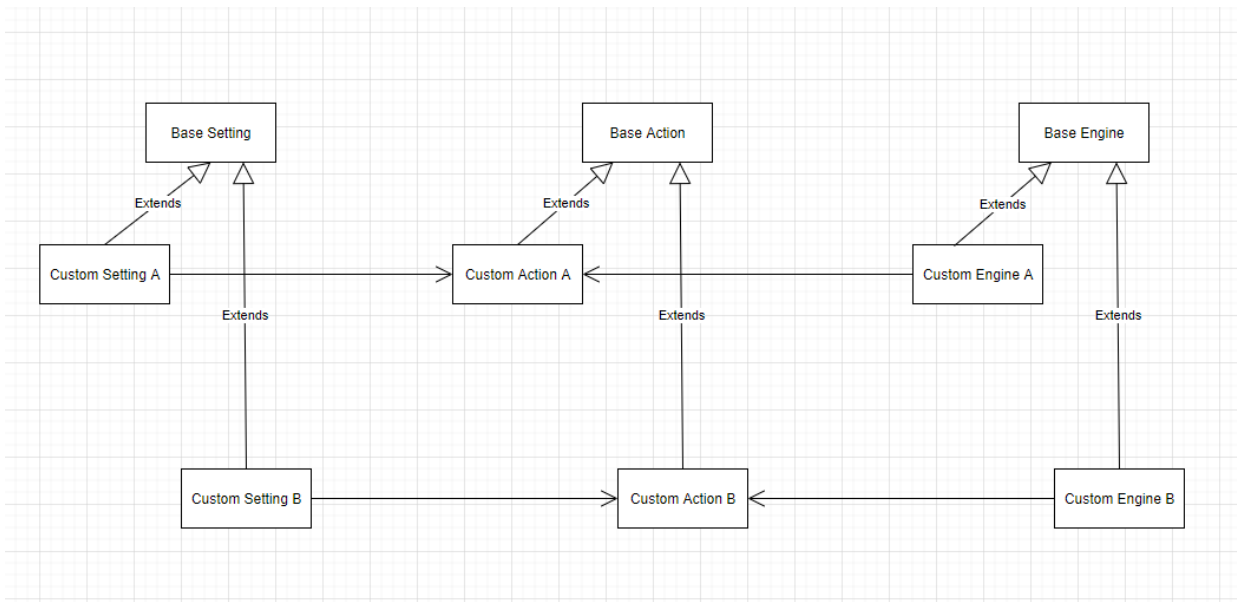 Base Setting
Base Action
Base Engine
Extends
Extends
Extends
Custom Setting A
Custom Action A
Custom Engine A
Extends
Extends
Extends
Custom Setting B
Custom Action B
Custom Engine B